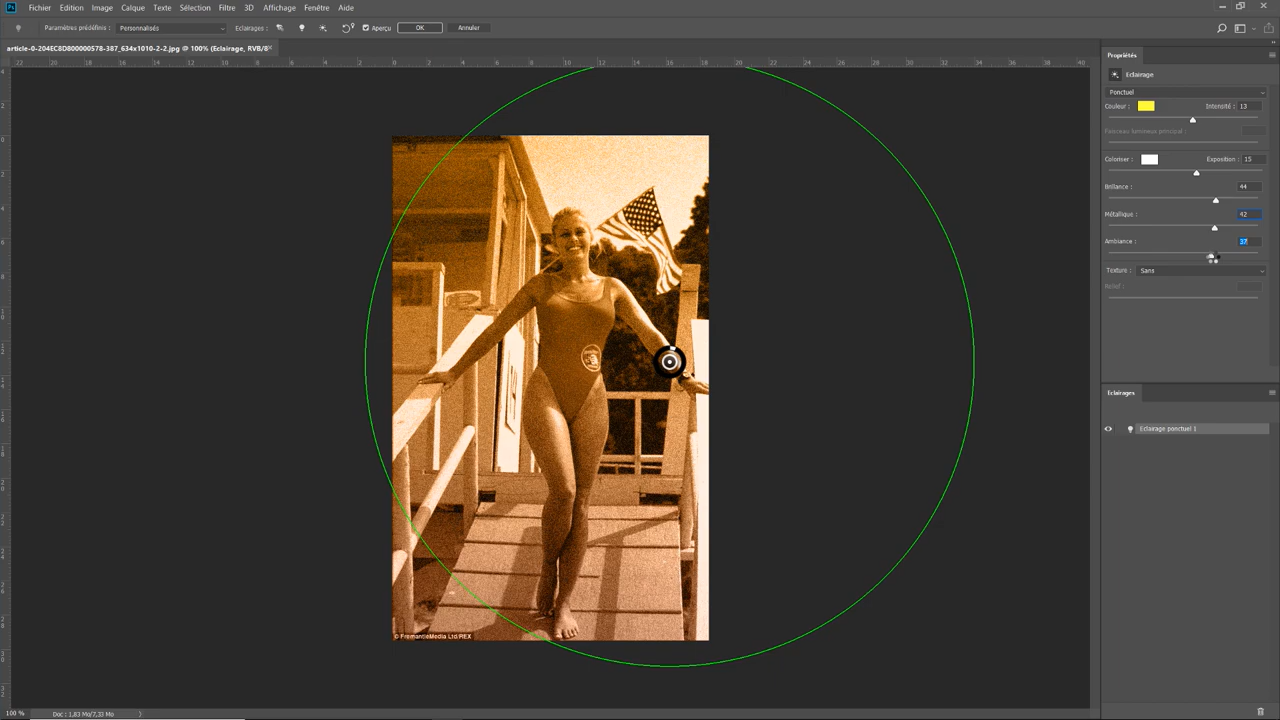 Fichier Edition Image Calque Texte Sélection Filtre 3D Affichage Fenêtre Aide
Paramètres prédéfinis : Personnalisés Eclairages : Aperçu OK Annuler
article-0-204EC8D800000578-387_634x1010-2-2.jpg @ 100% (Eclairage, RVB/8
Propriétés
Eclairage
Ponctuel
Couleur : Intensité : 13
Faisceau lumineux principal :
Coloriser : Exposition : 15
Brillance : 44
Métallique : 42
Ambiance : 37
Texture : Sans
Relief :
Eclairages
Eclairage ponctuel 1
© FremantleMedia Ltd/REX
100 % Doc : 1,83 Mo/7,33 Mo